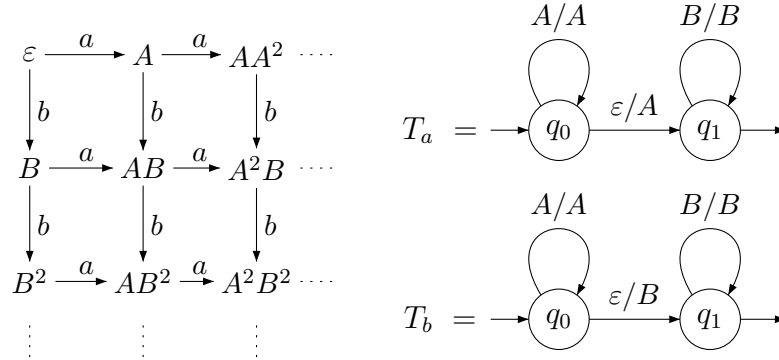 ε a A a AA² ....
b b b
B a AB a A²B ....
b b b
B² a AB² a A²B² ....
A/A B/B
T_a = q₀ ε/A q₁
A/A B/B
T_b = q₀ ε/B q₁